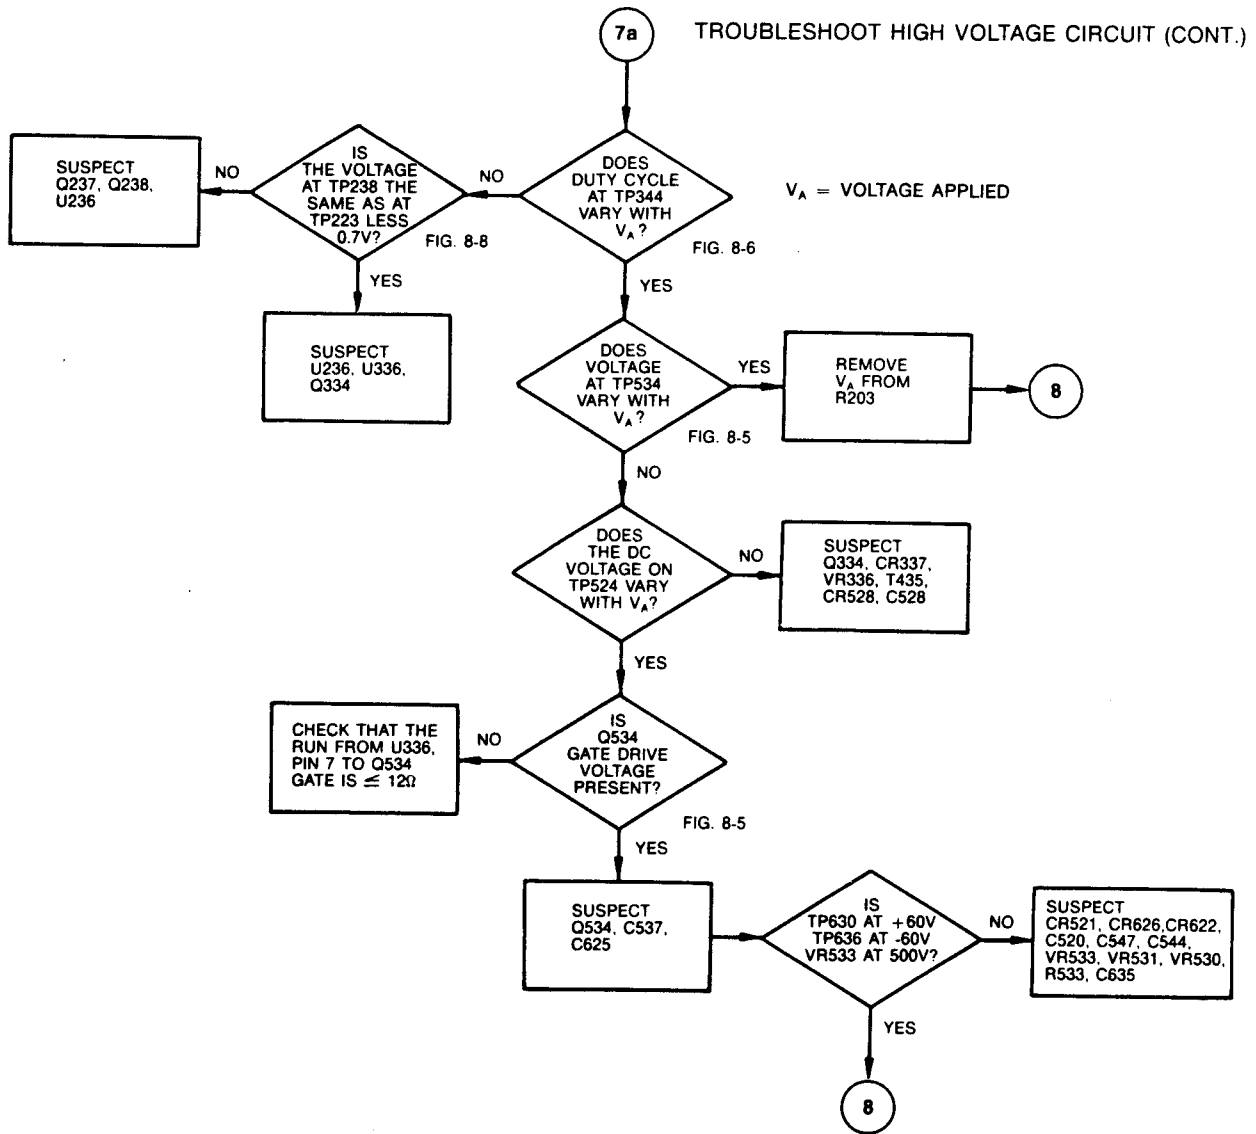 7a
TROUBLESHOOT HIGH VOLTAGE CIRCUIT (CONT.)
DOES
DUTY CYCLE
AT TP344
VARY WITH
VA?
FIG. 8-6
VA = VOLTAGE APPLIED
NO
IS
THE VOLTAGE
AT TP238 THE
SAME AS AT
TP223 LESS
0.7V?
FIG. 8-8
NO
SUSPECT
Q237, Q238,
U236
YES
SUSPECT
U236, U336,
Q334
YES
DOES
VOLTAGE
AT TP534
VARY WITH
VA?
FIG. 8-5
YES
REMOVE
VA FROM
R203
8
NO
DOES
THE DC
VOLTAGE ON
TP524 VARY
WITH VA?
NO
SUSPECT
Q334, CR337,
VR336, T435,
CR528, C528
YES
IS
Q534
GATE DRIVE
VOLTAGE
PRESENT?
FIG. 8-5
NO
CHECK THAT THE
RUN FROM U336,
PIN 7 TO Q534
GATE IS ≤ 12Ω
YES
SUSPECT
Q534, C537,
C625
IS
TP630 AT +60V
TP636 AT -60V
VR533 AT 500V?
NO
SUSPECT
CR521, CR626,CR622,
C520, C547, C544,
VR533, VR531, VR530,
R533, C635
YES
8